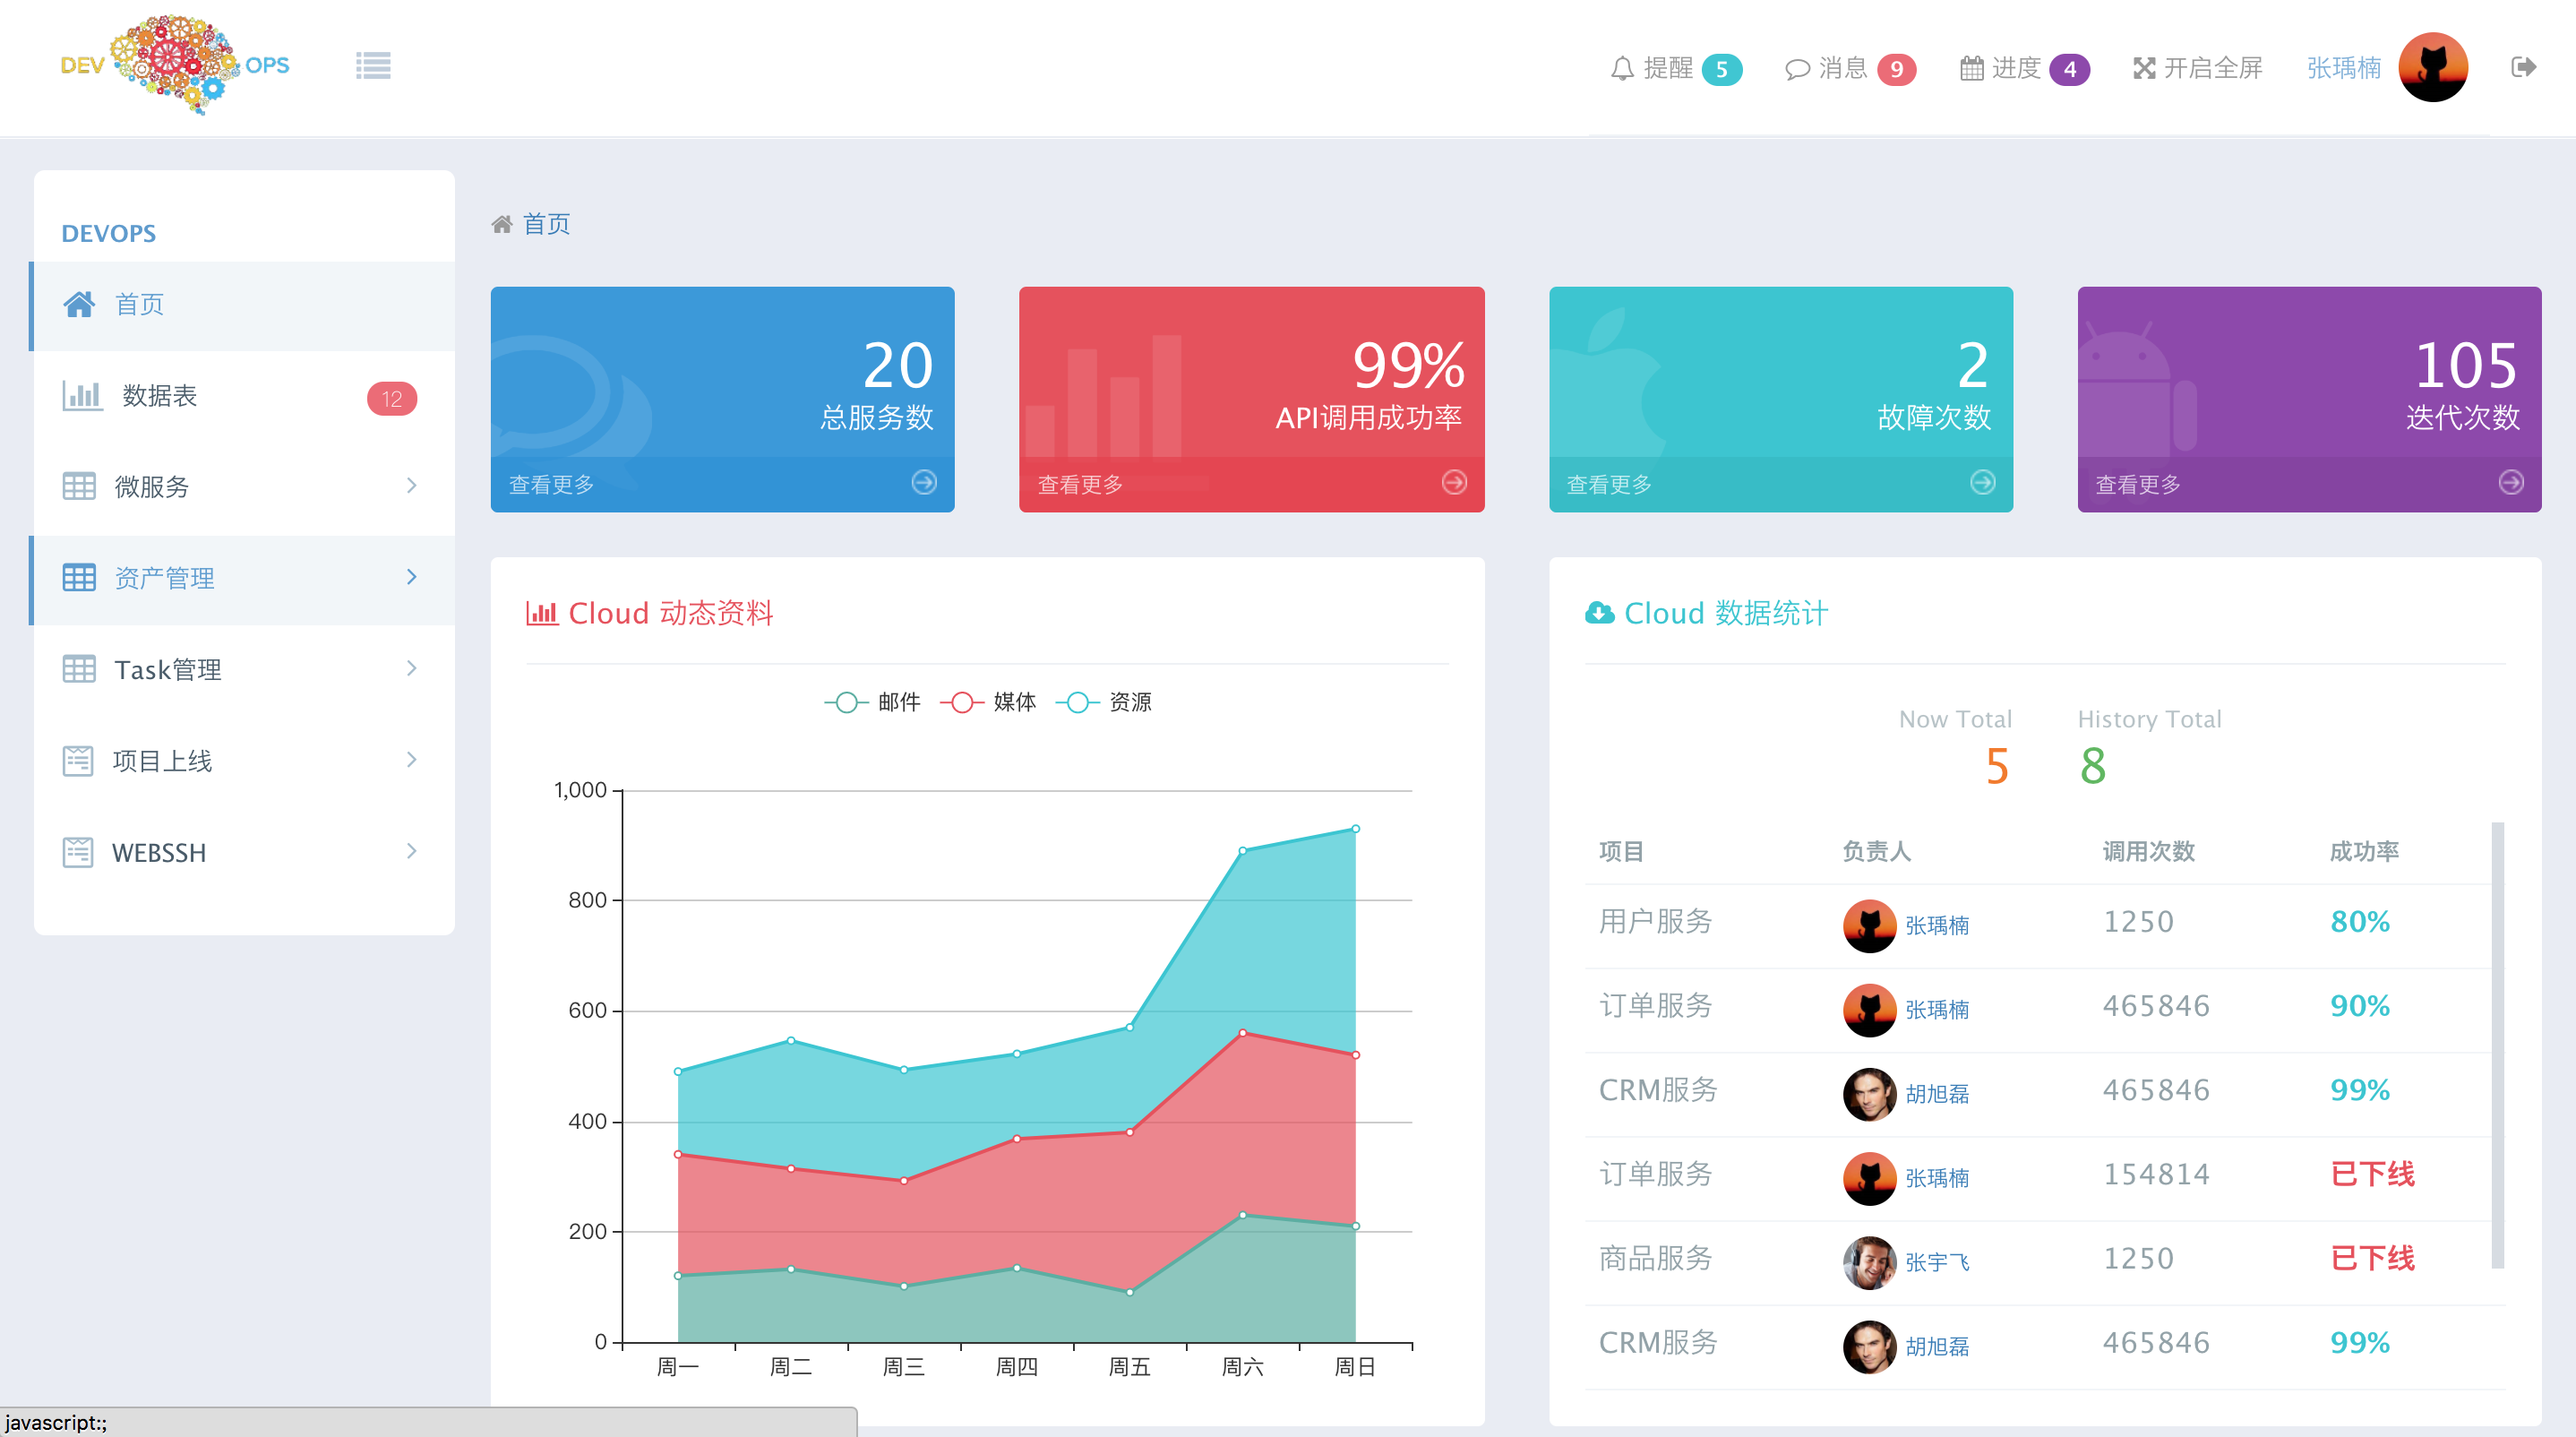 DEV OPS
提醒 5 消息 9 进度 4 开启全屏 张瑀楠
DEVOPS
首页
数据表 12
微服务
资产管理
Task管理
项目上线
WEBSSH
首页
20
总服务数
查看更多
99%
API调用成功率
查看更多
2
故障次数
查看更多
105
迭代次数
查看更多
Cloud 动态资料
邮件 媒体 资源
1,000
800
600
400
200
0
周一 周二 周三 周四 周五 周六 周日
Cloud 数据统计
Now Total History Total
5 8
项目 负责人 调用次数 成功率
用户服务 张瑀楠 1250 80%
订单服务 张瑀楠 465846 90%
CRM服务 胡旭磊 465846 99%
订单服务 张瑀楠 154814 已下线
商品服务 张宇飞 1250 已下线
CRM服务 胡旭磊 465846 99%
javascript:;